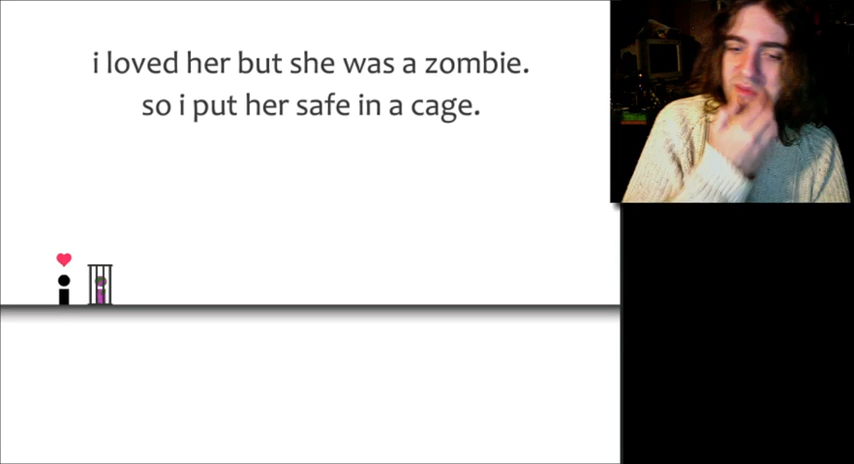 i loved her but she was a zombie.
so i put her safe in a cage.